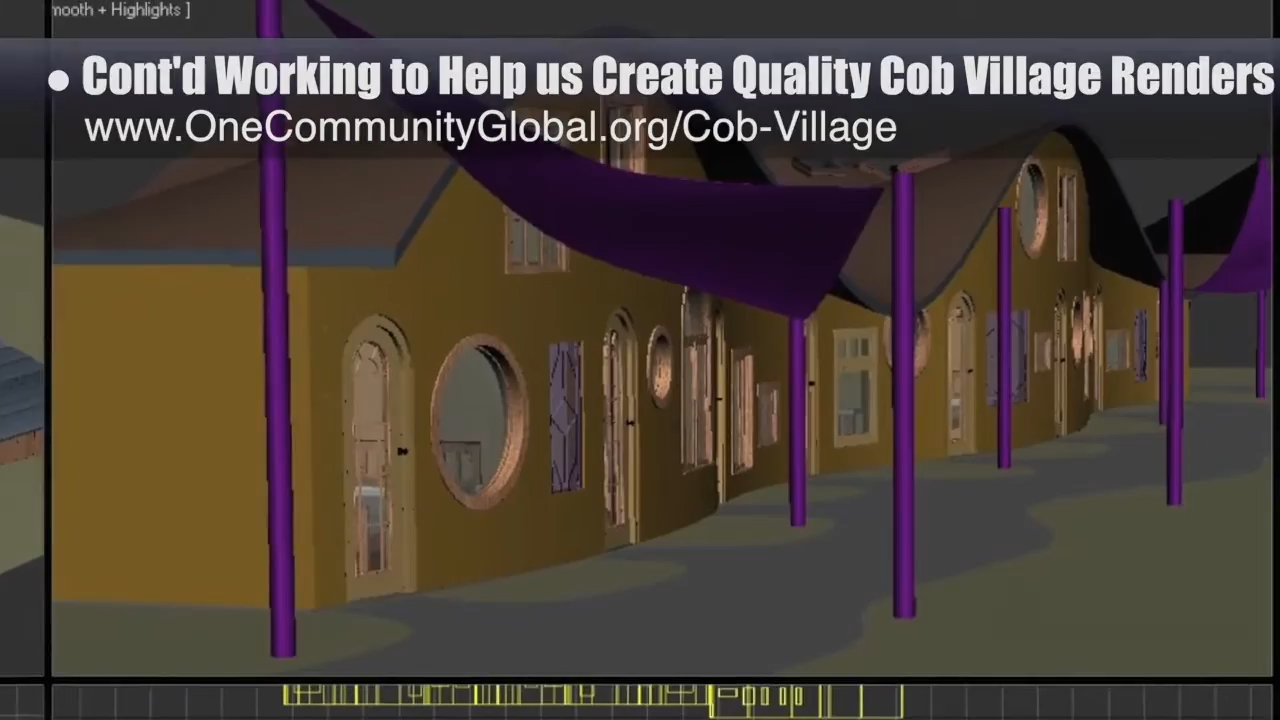 mooth + Highlights ]
• Cont'd Working to Help us Create Quality Cob Village Renders
www.OneCommunityGlobal.org/Cob-Village